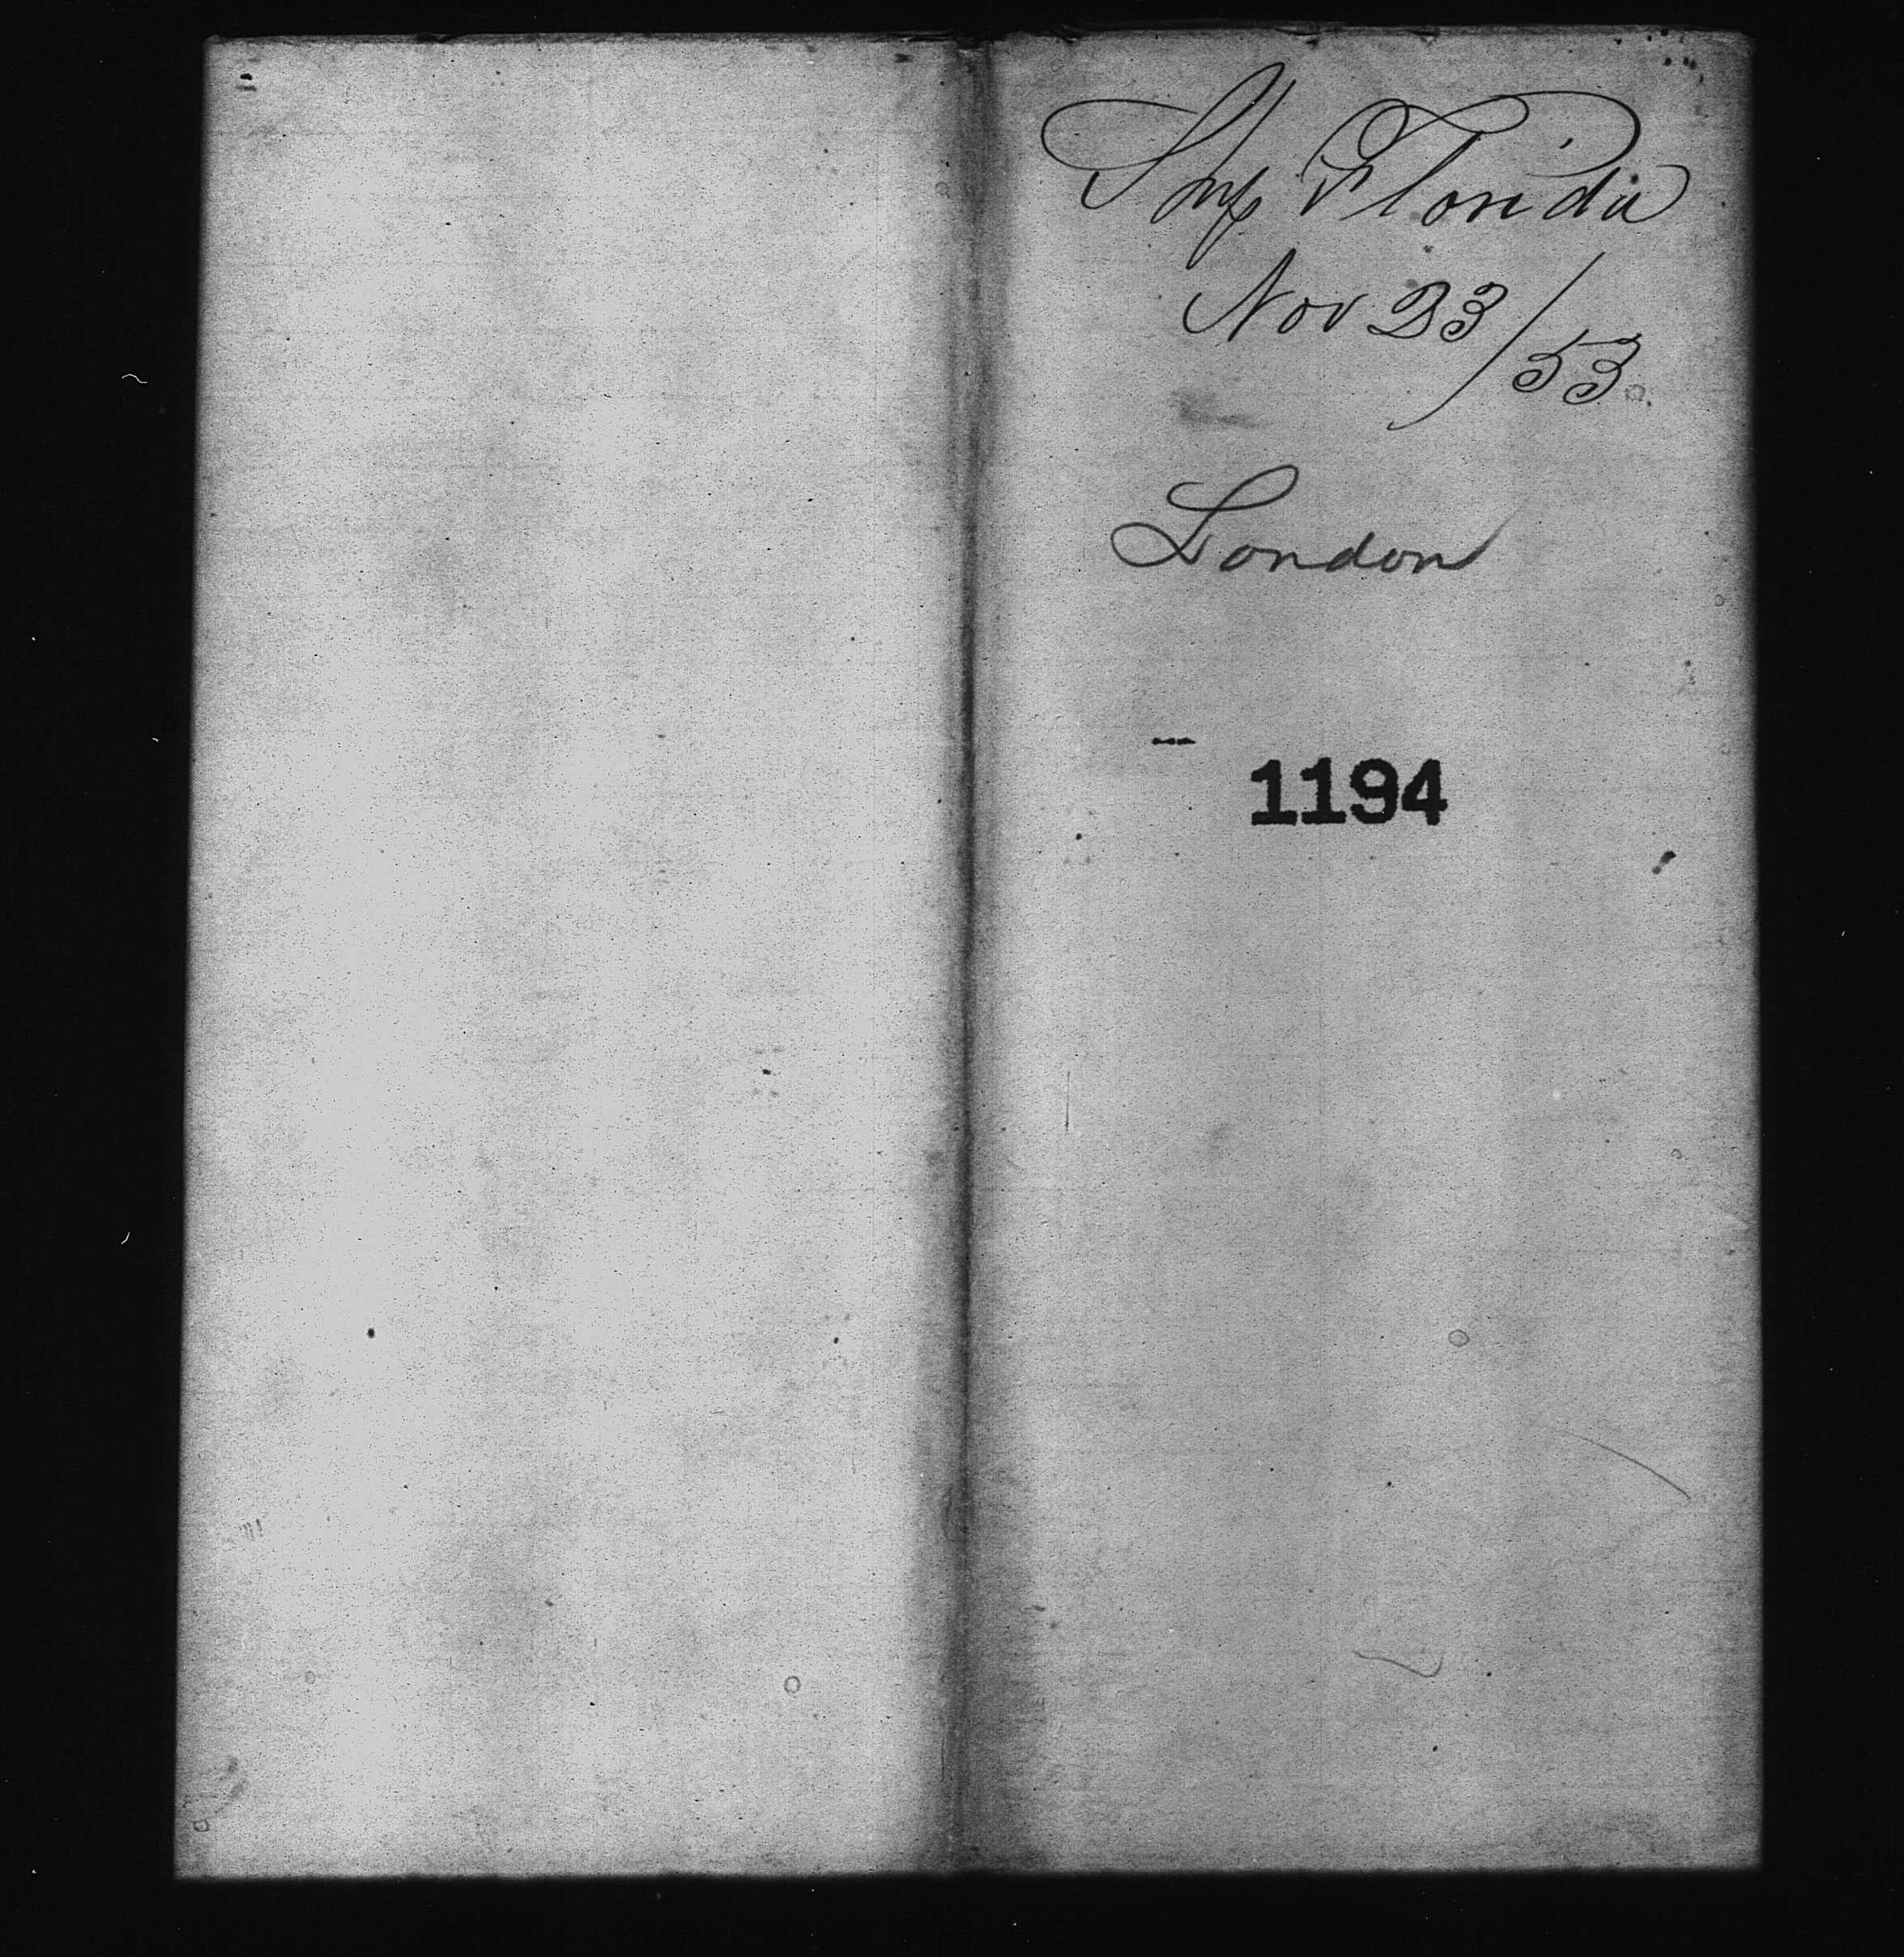 Ship Florida
Nov 23/53.
London
1194